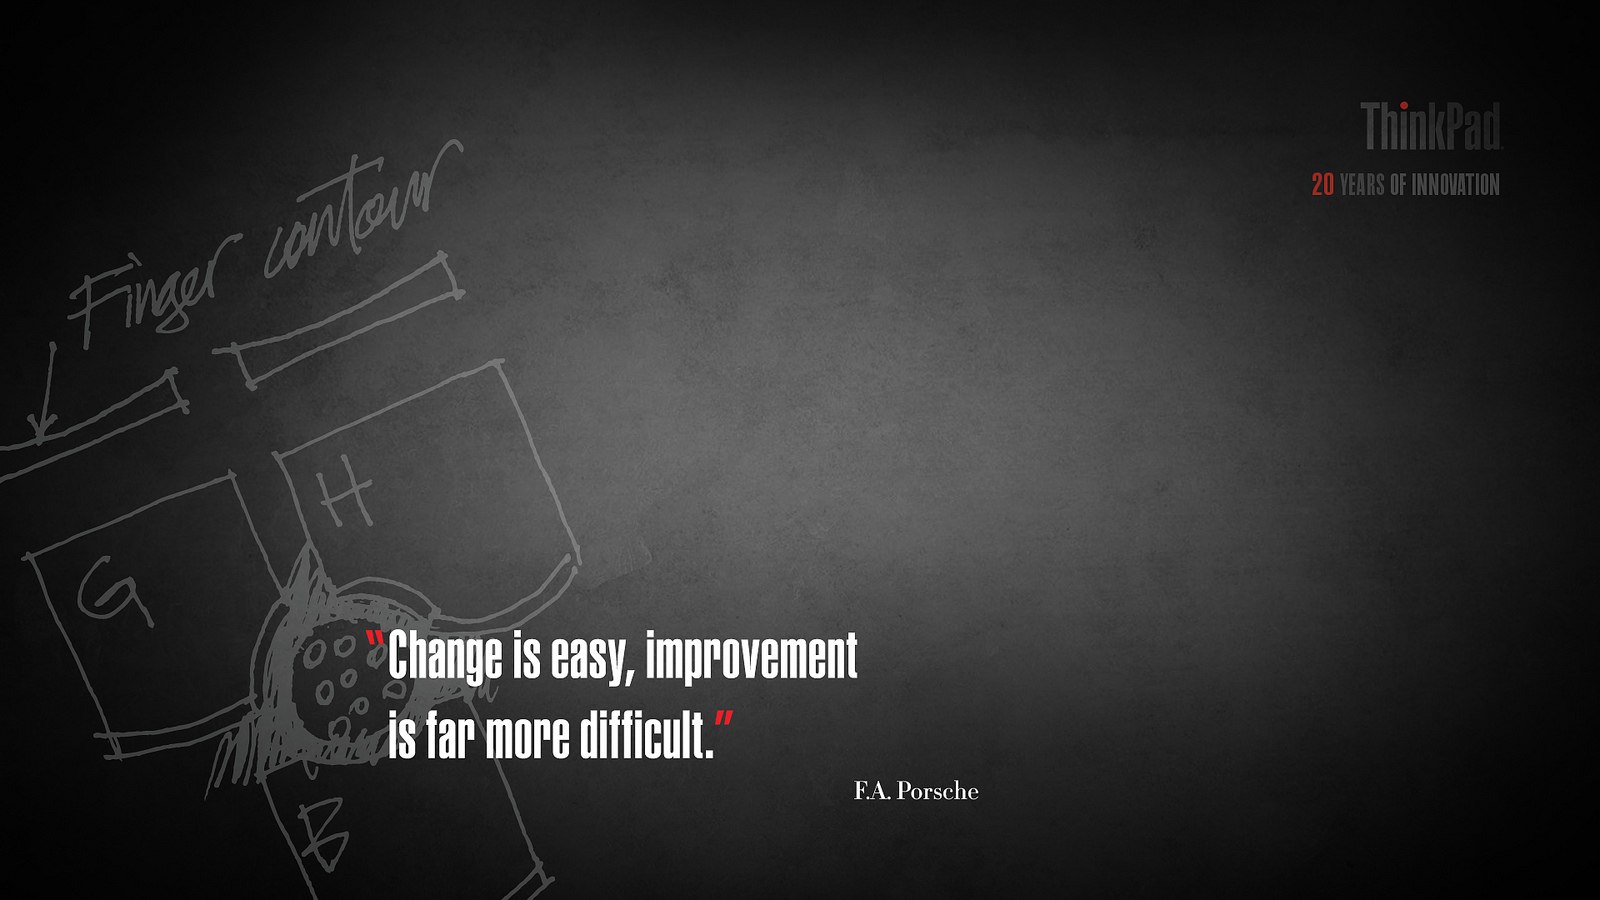 ThinkPad
20 YEARS OF INNOVATION
Finger contour
H
G
B
“Change is easy, improvement
is far more difficult.”
F.A. Porsche